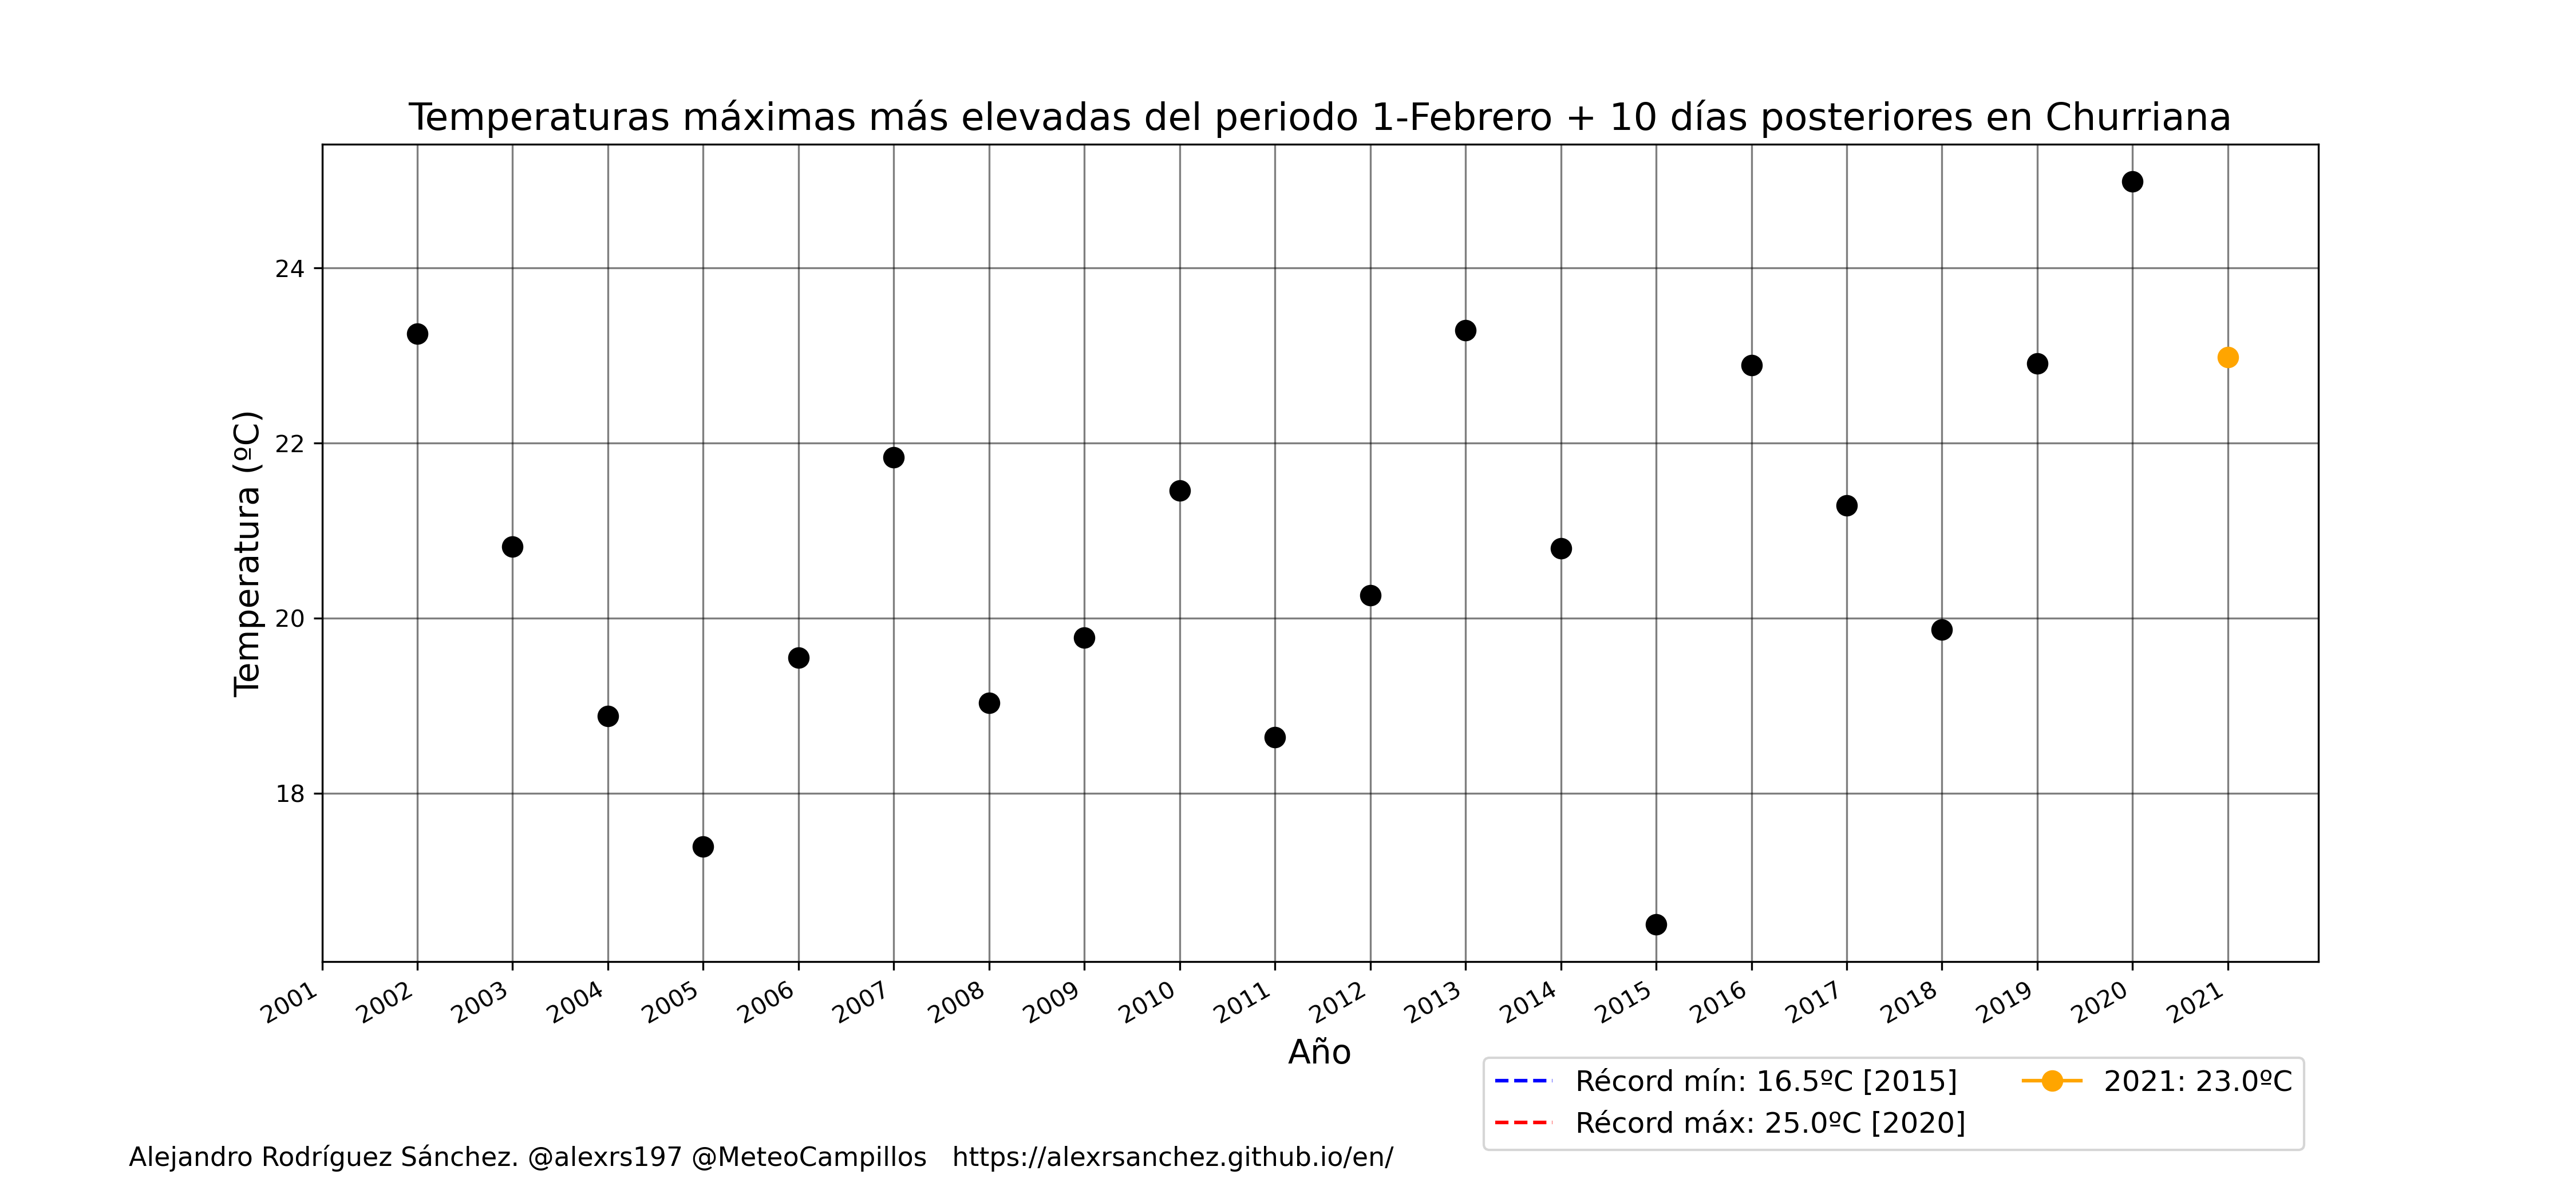 Temperaturas máximas más elevadas del periodo 1-Febrero + 10 días posteriores en Churriana
Temperatura (ºC)
24
22
20
18
2001 2002 2003 2004 2005 2006 2007 2008 2009 2010 2011 2012 2013 2014 2015 2016 2017 2018 2019 2020 2021
Año
Récord mín: 16.5ºC [2015]
Récord máx: 25.0ºC [2020]
2021: 23.0ºC
Alejandro Rodríguez Sánchez. @alexrs197 @MeteoCampillos https://alexrsanchez.github.io/en/